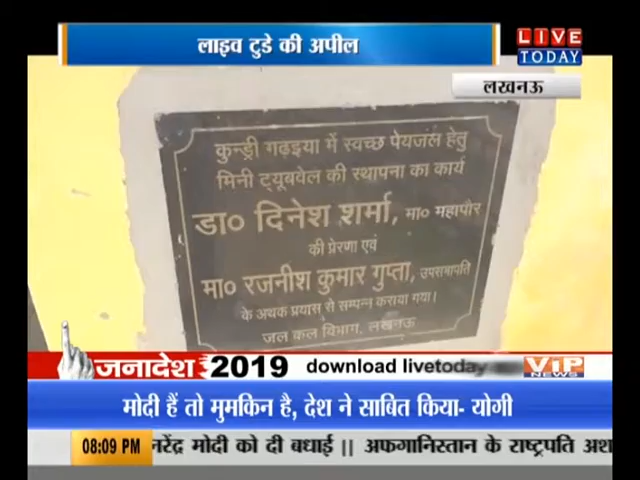 लाइव टुडे की अपील
LIVE
TODAY
लखनऊ
कुन्ड्री गढ़इया में स्वच्छ पेयजल हेतु
मिनी ट्यूबवेल की स्थापना का कार्य
डा० दिनेश शर्मा, मा० महापौर
की प्रेरणा एवं
मा० रजनीश कुमार गुप्ता, उपसभापति
के अथक प्रयास से सम्पन्न कराया गया।
जल कल विभाग, लखनऊ
जनादेश 2019 download livetoday
VIP
NEWS
मोदी हैं तो मुमकिन है, देश ने साबित किया- योगी
08:09 PM नरेंद्र मोदी को दी बधाई || अफगानिस्तान के राष्ट्रपति अश